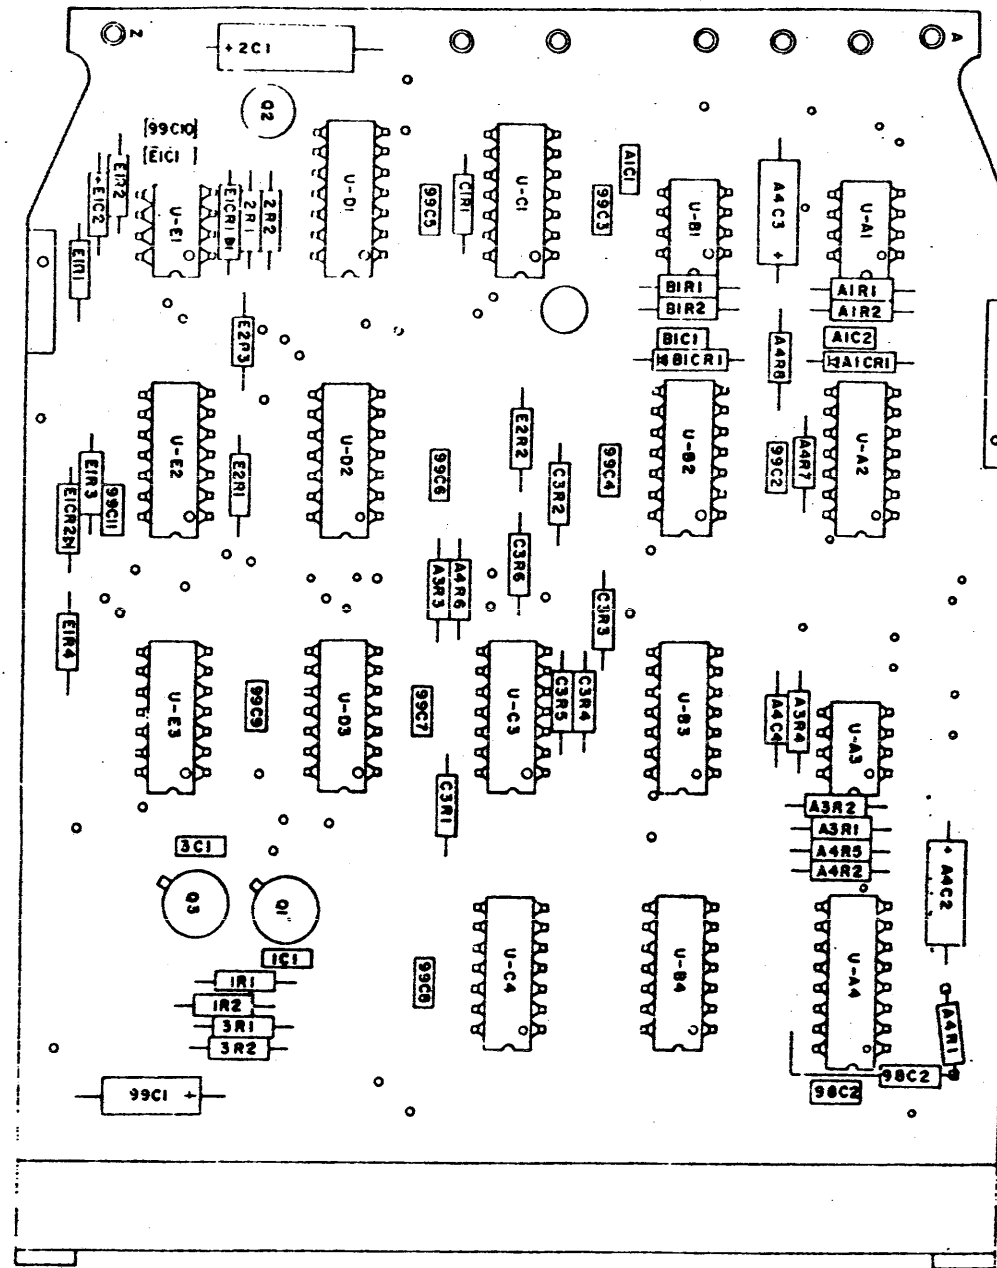 Z
+2C1
A
Q2
99C10
E1C1
E1R2
+E1C2
E1R1
U-E1
E1CR1
2R1
2R2
U-D1
99C5
C1R1
U-C1
99C3
A1C1
U-B1
A4C3
+
U-A1
B1R1
B1R2
A1R1
A1R2
B1C1
B1CR1
A1C2
A1CR1
E2R3
A4R8
U-E2
E2R1
U-D2
99C6
E2R2
C3R2
99C4
U-B2
99C2
A4R7
U-A2
E1R3
E1CR2
99C11
C3R6
A3R3
A4R6
C3R3
E1R4
U-E3
99C9
U-D3
99C7
U-C3
C3R5
C3R4
U-B3
A4C4
A3R4
U-A3
C3R1
A3R2
A3R1
A4R5
A4R2
+ A4C2
3C1
Q3
Q1
1C1
1R1
1R2
3R1
3R2
99C8
U-C4
U-B4
U-A4
A4R1
98C2
98C2
99C1 +